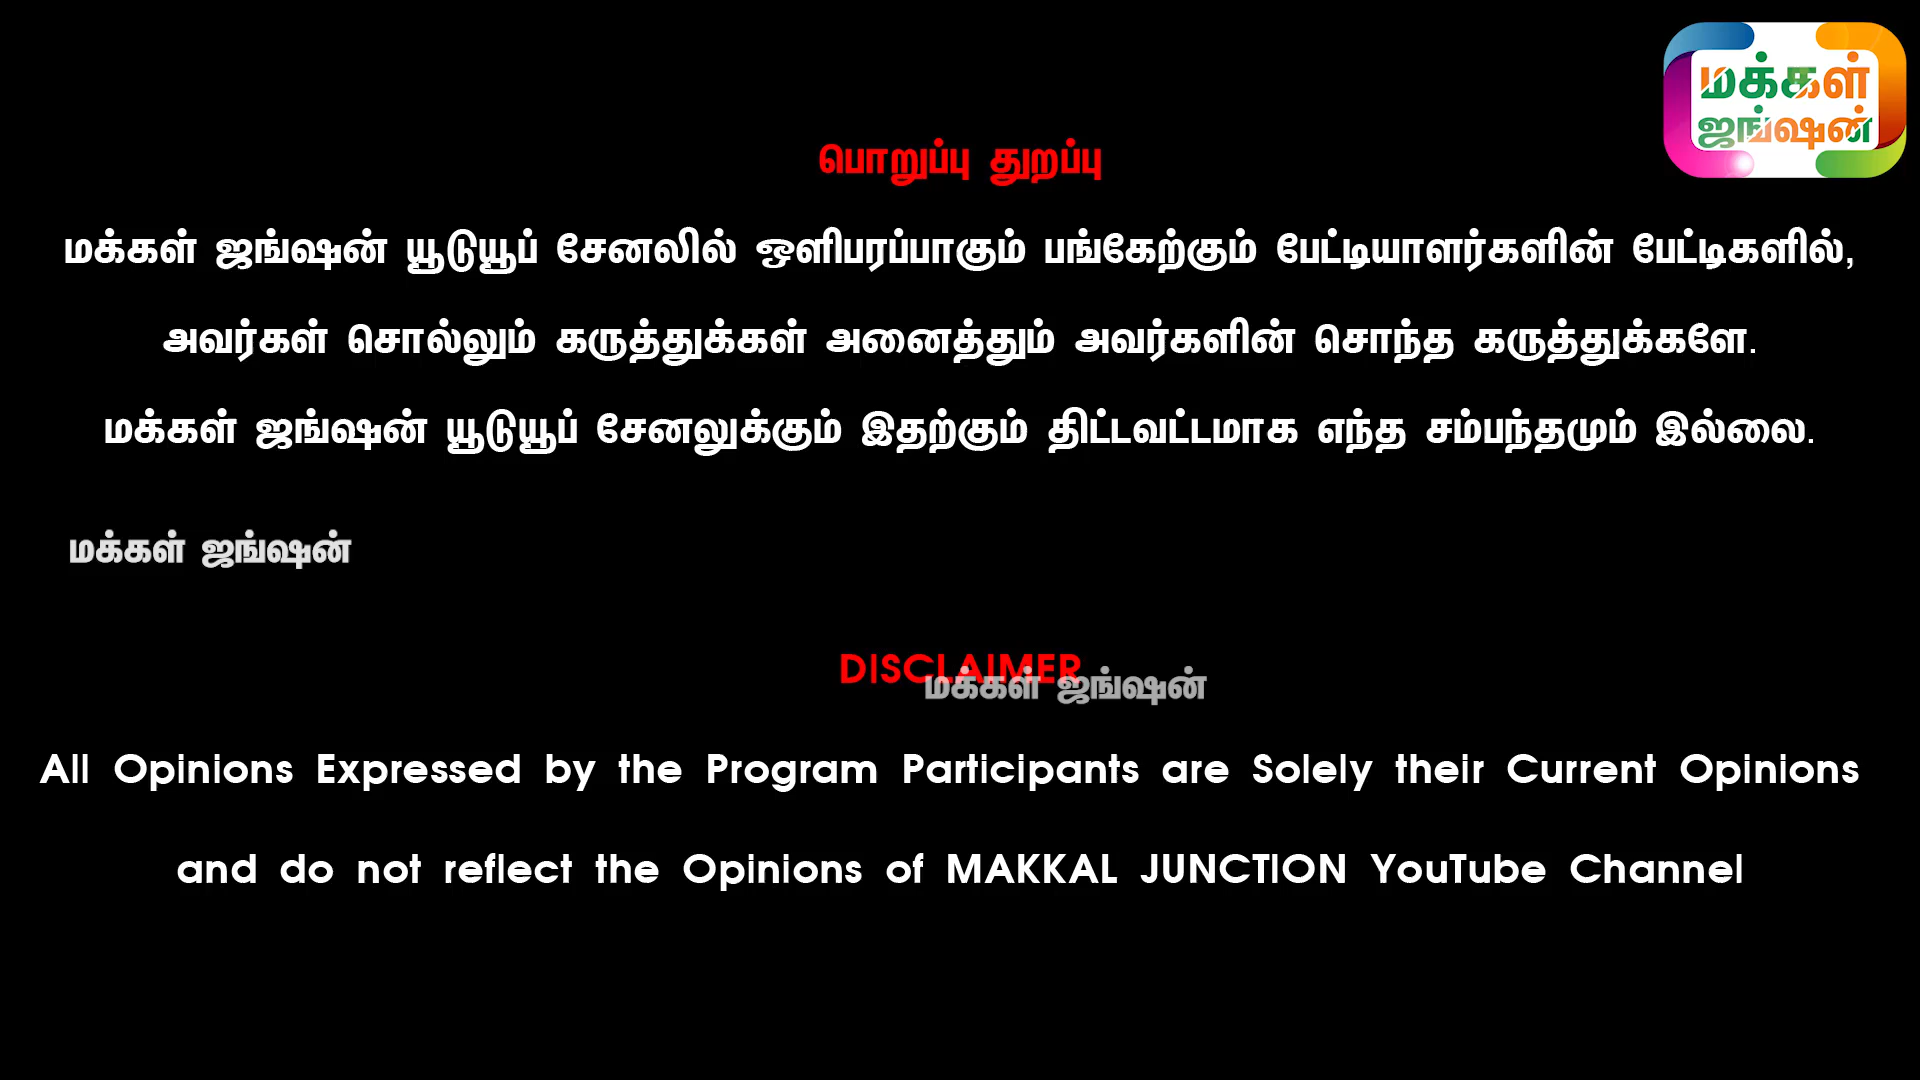 மக்கள்
ஜங்ஷன்
பொறுப்பு துறப்பு
மக்கள் ஜங்ஷன் யூடுயூப் சேனலில் ஒளிபரப்பாகும் பங்கேற்கும் பேட்டியாளர்களின் பேட்டிகளில்,
அவர்கள் சொல்லும் கருத்துக்கள் அனைத்தும் அவர்களின் சொந்த கருத்துக்களே.
மக்கள் ஜங்ஷன் யூடுயூப் சேனலுக்கும் இதற்கும் திட்டவட்டமாக எந்த சம்பந்தமும் இல்லை.
மக்கள் ஜங்ஷன்
DISCLAIMER
மக்கள் ஜங்ஷன்
All Opinions Expressed by the Program Participants are Solely their Current Opinions
and do not reflect the Opinions of MAKKAL JUNCTION YouTube Channel